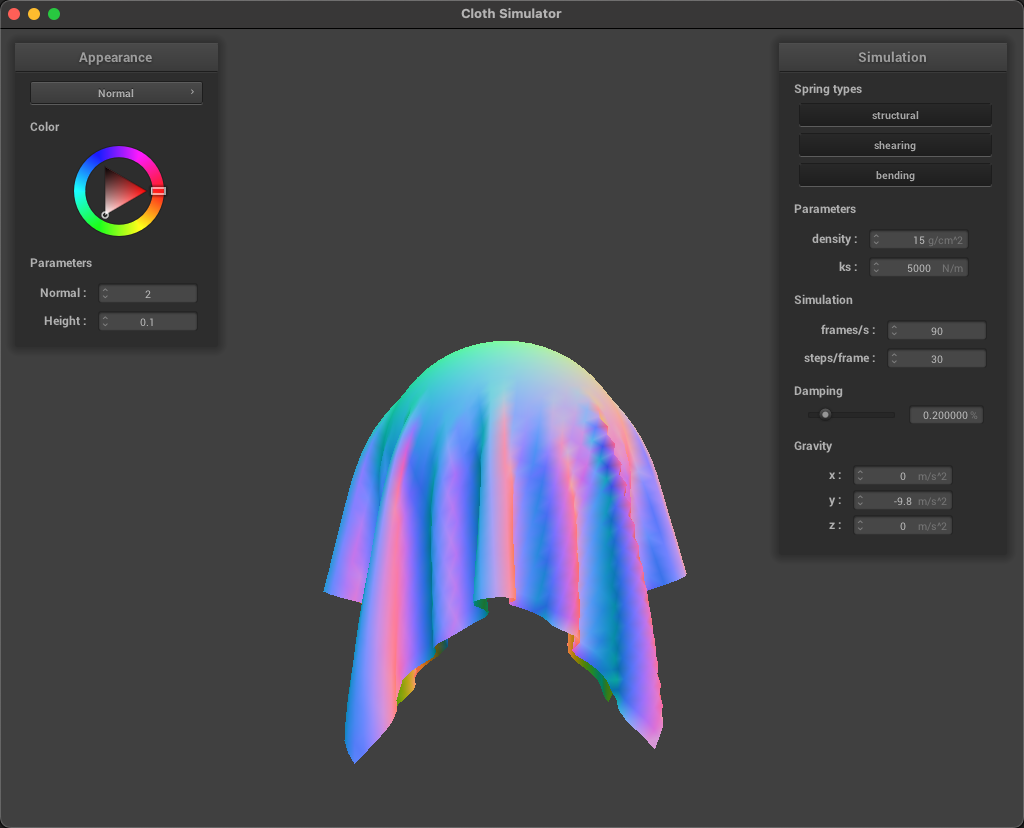 Cloth Simulator
Appearance
Normal
Color
Parameters
Normal : 2
Height : 0.1
Simulation
Spring types
structural
shearing
bending
Parameters
density : 15 g/cm^2
ks : 5000 N/m
Simulation
frames/s : 90
steps/frame : 30
Damping
0.200000 %
Gravity
x : 0 m/s^2
y : -9.8 m/s^2
z : 0 m/s^2